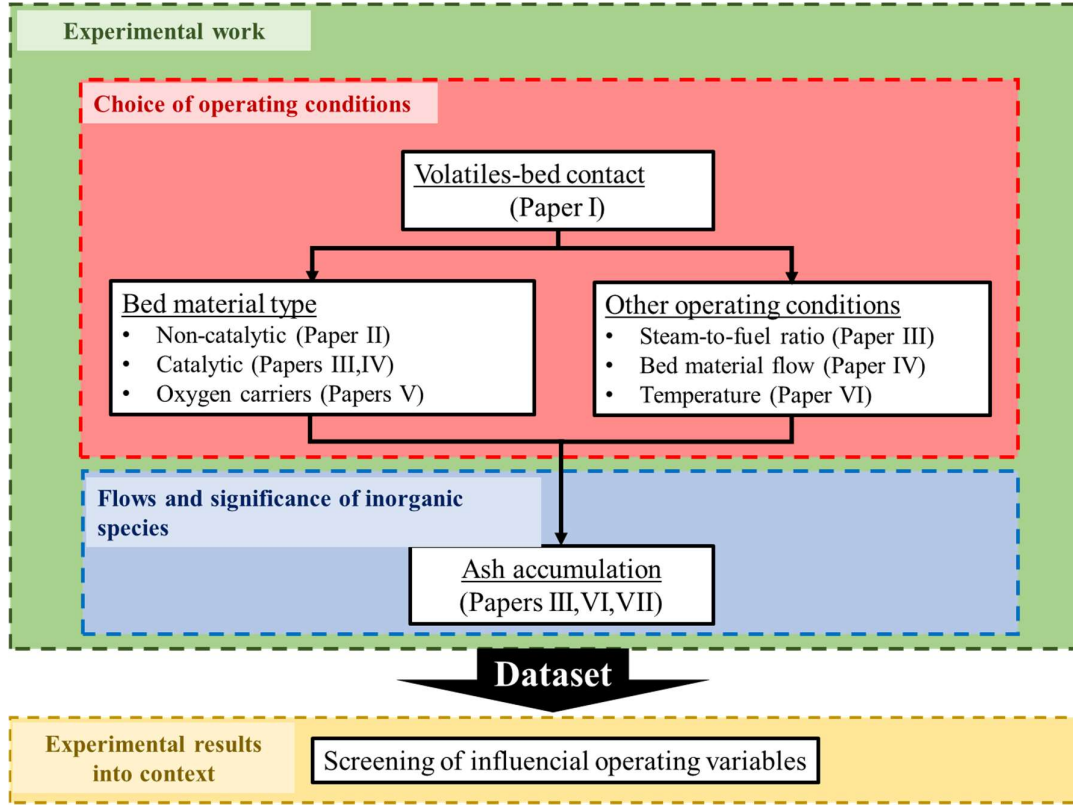 Experimental work
Choice of operating conditions
Volatiles-bed contact
(Paper I)
Bed material type
• Non-catalytic (Paper II)
• Catalytic (Papers III,IV)
• Oxygen carriers (Papers V)
Other operating conditions
• Steam-to-fuel ratio (Paper III)
• Bed material flow (Paper IV)
• Temperature (Paper VI)
Flows and significance of inorganic
species
Ash accumulation
(Papers III,VI,VII)
Dataset
Experimental results
into context
Screening of influencial operating variables